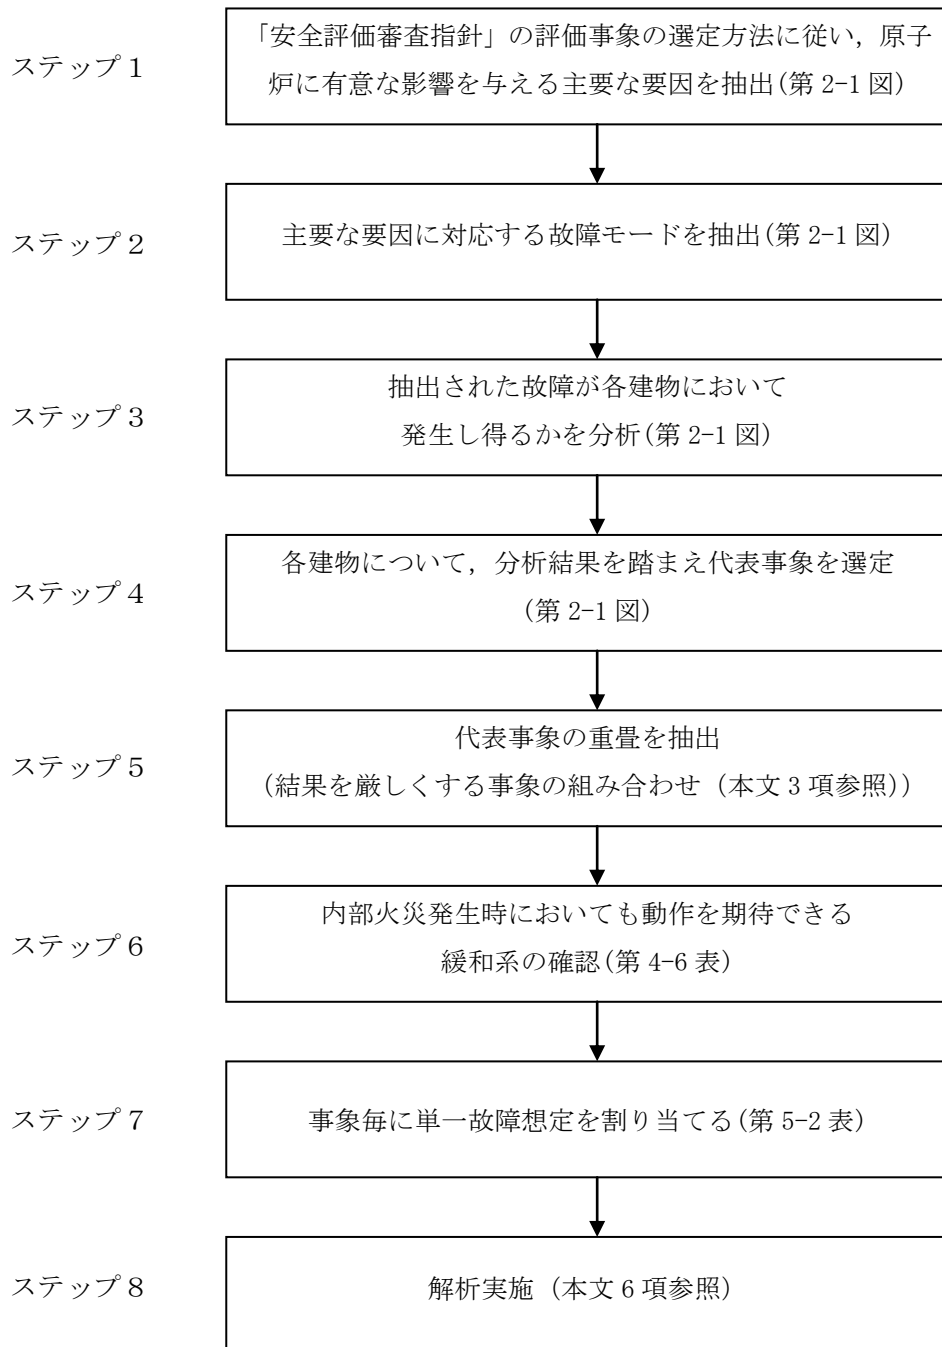 ステップ１
「安全評価審査指針」の評価事象の選定方法に従い，原子
炉に有意な影響を与える主要な要因を抽出(第 2-1 図)
ステップ２
主要な要因に対応する故障モードを抽出(第 2-1 図)
ステップ３
抽出された故障が各建物において
発生し得るかを分析(第 2-1 図)
ステップ４
各建物について，分析結果を踏まえ代表事象を選定
(第 2-1 図)
ステップ５
代表事象の重畳を抽出
(結果を厳しくする事象の組み合わせ（本文 3 項参照）)
ステップ６
内部火災発生時においても動作を期待できる
緩和系の確認(第 4-6 表)
ステップ７
事象毎に単一故障想定を割り当てる(第 5-2 表)
ステップ８
解析実施（本文 6 項参照）